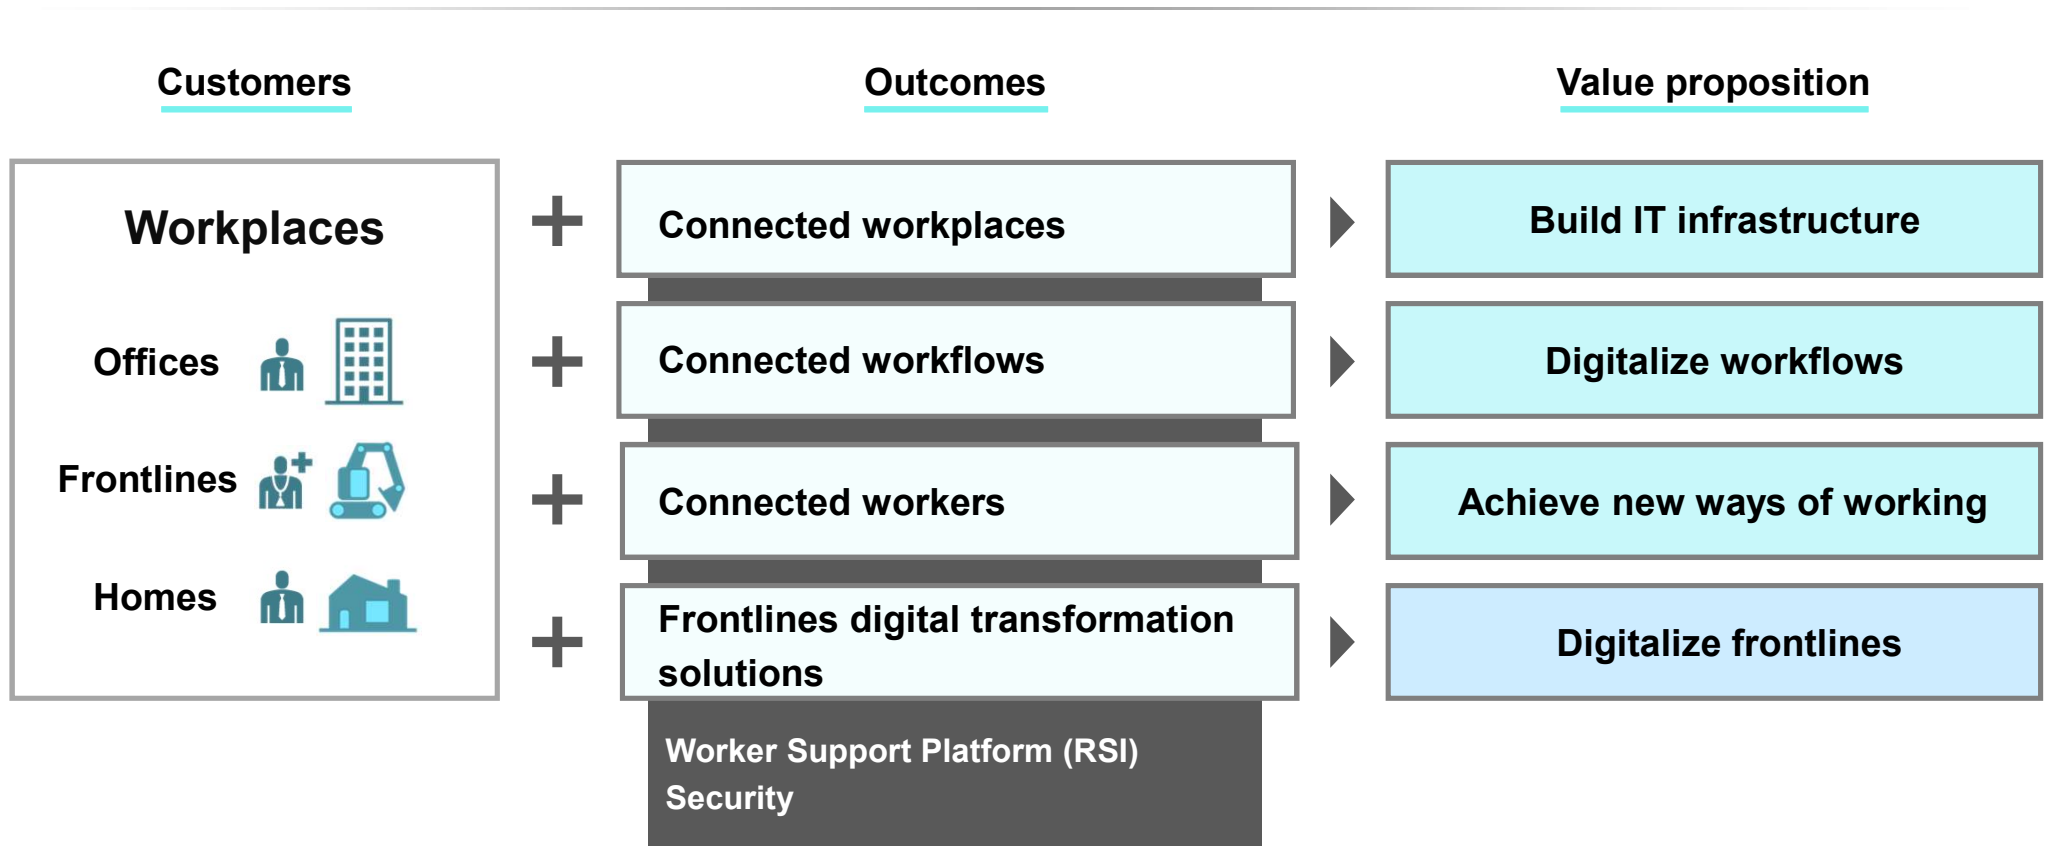 Customers
Outcomes
Value proposition
Workplaces
Offices
Frontlines
Homes
Connected workplaces
Build IT infrastructure
Connected workflows
Digitalize workflows
Connected workers
Achieve new ways of working
Frontlines digital transformation
solutions
Digitalize frontlines
Worker Support Platform (RSI)
Security